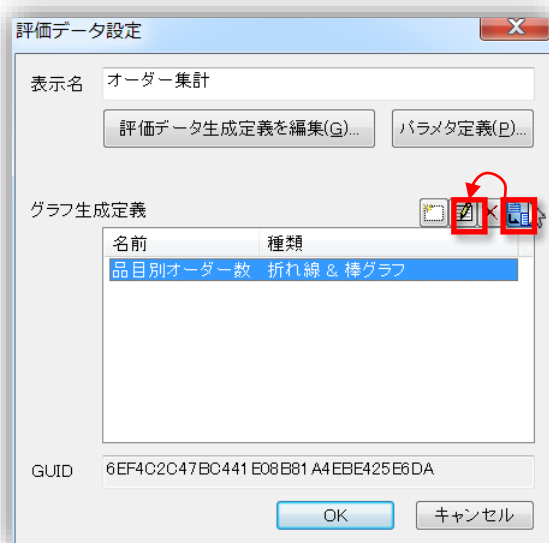 評価データ設定
表示名 オーダー集計
評価データ生成定義を編集(G)... パラメタ定義(P)...
グラフ生成定義
名前 種類
品目別オーダー数 折れ線 & 棒グラフ
GUID 6EF4C2C47BC441E08B81A4EBE425E6DA
OK キャンセル